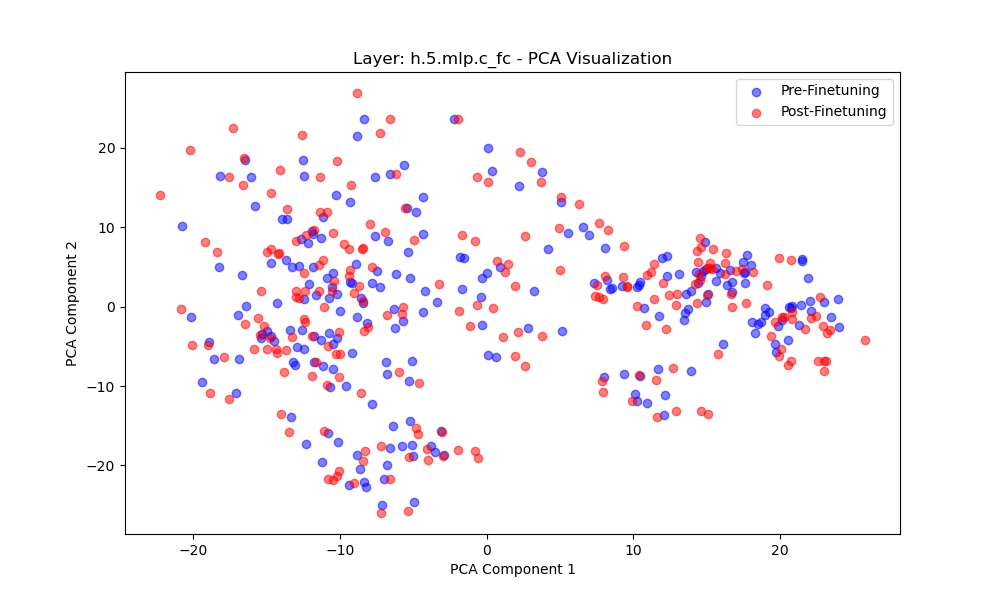 Layer: h.5.mlp.c_fc - PCA Visualization
Pre-Finetuning
Post-Finetuning
PCA Component 2
20
10
0
−10
−20
−20
−10
0
10
20
PCA Component 1